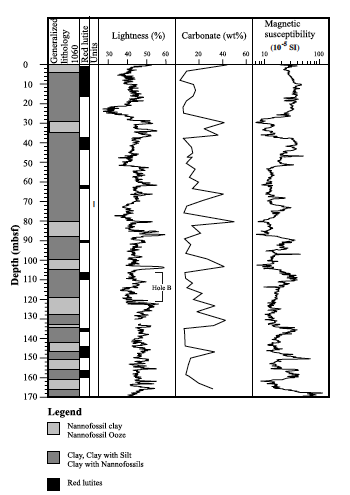 Generalized
lithology
1060
Red lutite
Units
Lightness (%)
30 40 50 60
Carbonate (wt%)
20 40 60
Magnetic
susceptibility
(10⁻⁵ SI)
10 100
Depth (mbsf)
0
10
20
30
40
50
60
70
80
90
100
110
120
130
140
150
160
170
I
Hole B
Legend
Nannofossil clay
Nannofossil Ooze
Clay, Clay with Silt
Clay with Nannofossils
Red lutites